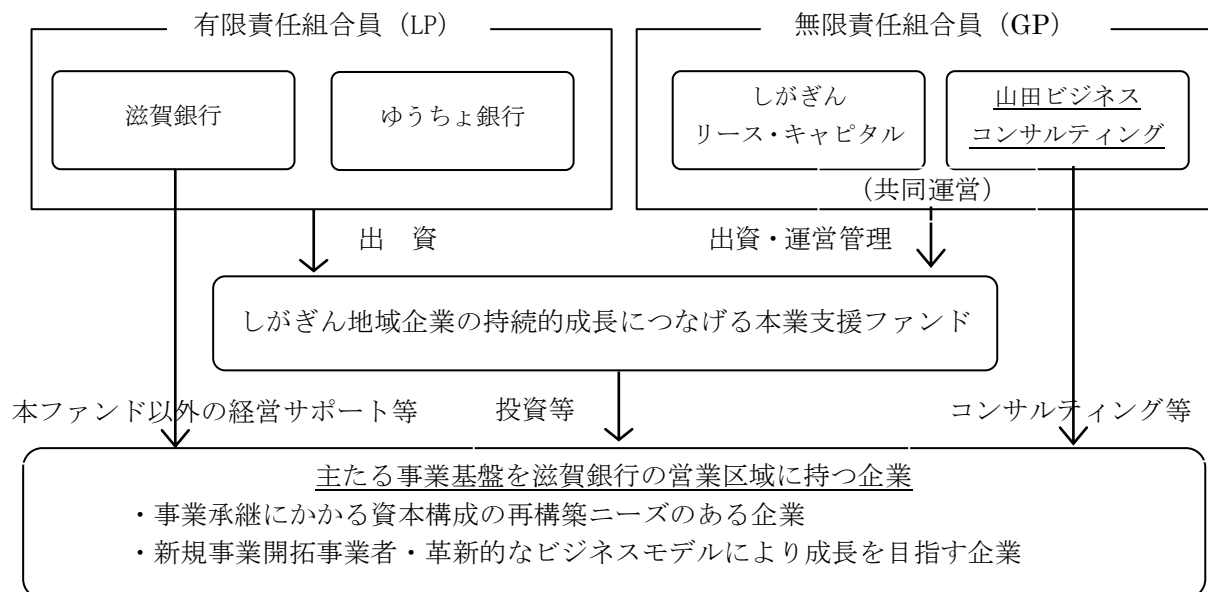 有限責任組合員（LP）
無限責任組合員（GP）
滋賀銀行
ゆうちょ銀行
しがぎん
リース・キャピタル
山田ビジネス
コンサルティング
（共同運営）
出　資
出資・運営管理
しがぎん地域企業の持続的成長につなげる本業支援ファンド
本ファンド以外の経営サポート等
投資等
コンサルティング等
主たる事業基盤を滋賀銀行の営業区域に持つ企業
・事業承継にかかる資本構成の再構築ニーズのある企業
・新規事業開拓事業者・革新的なビジネスモデルにより成長を目指す企業